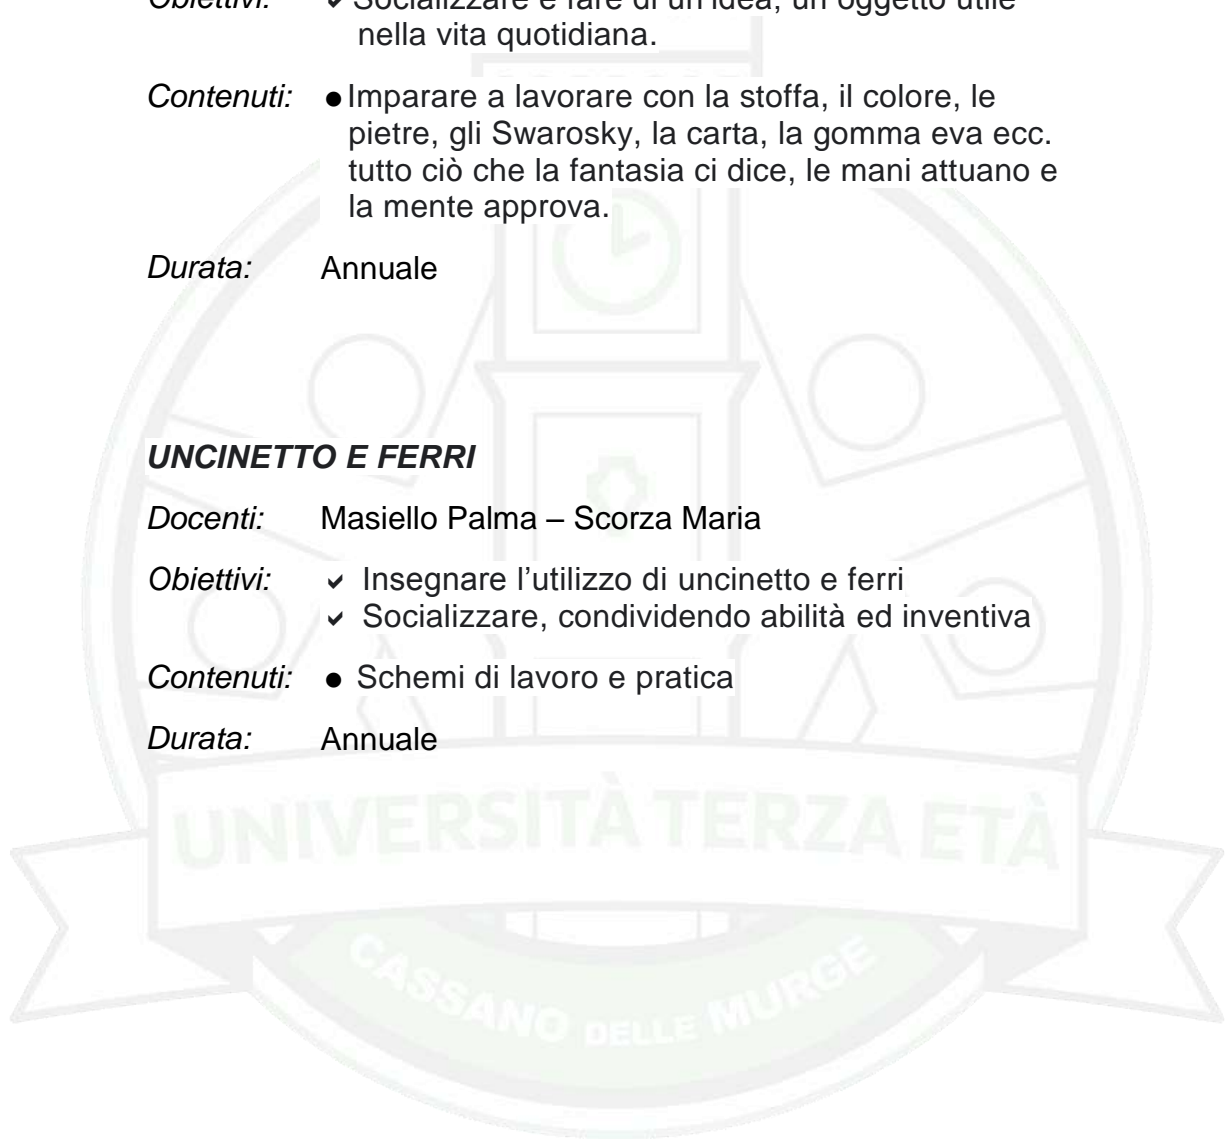 Obiettivi: ✓ Socializzare e fare di un'idea, un oggetto utile
nella vita quotidiana.
Contenuti: ● Imparare a lavorare con la stoffa, il colore, le
pietre, gli Swarosky, la carta, la gomma eva ecc.
tutto ciò che la fantasia ci dice, le mani attuano e
la mente approva.
Durata: Annuale
UNCINETTO E FERRI
Docenti: Masiello Palma – Scorza Maria
Obiettivi: ✓ Insegnare l’utilizzo di uncinetto e ferri
✓ Socializzare, condividendo abilità ed inventiva
Contenuti: ● Schemi di lavoro e pratica
Durata: Annuale
UNIVERSITÀ TERZA ETÀ
CASSANO DELLE MURGE